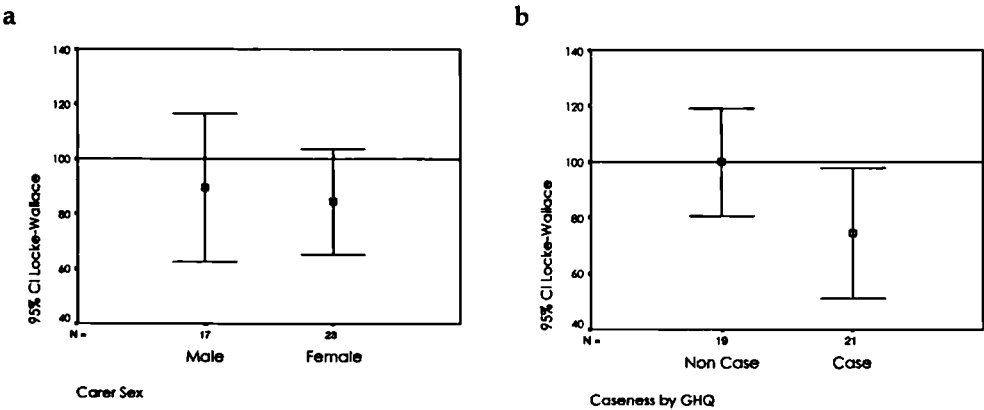 a
140
120
100
80
60
40
95% CI Locke-Wallace
N = 17 23
Male Female
Carer Sex
b
140
120
100
80
60
40
95% CI Locke-Wallace
N = 19 21
Non Case Case
Caseness by GHQ